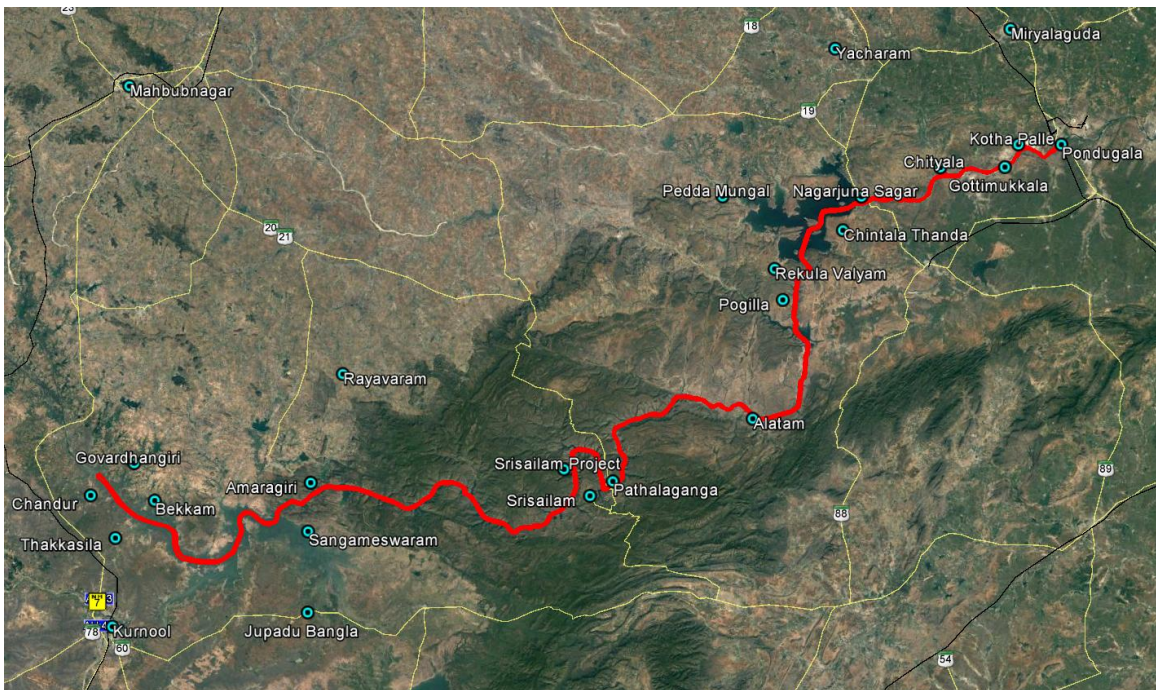 23
18
Miryalaguda
Yacharam
Mahbubnagar
19
Kotha Palle
Pondugala
Chityala
Gottimukkala
Pedda Mungal
Nagarjuna Sagar
20
21
Chintala Thanda
Rekula Valyam
Pogilla
Rayavaram
Alatam
Govardhangiri
Srisailam Project
89
Amaragiri
Pathalaganga
Chandur
Bekkam
Srisailam
88
Thakkasila
Sangameswaram
7
Jupadu Bangla
78
Kurnool
60
54